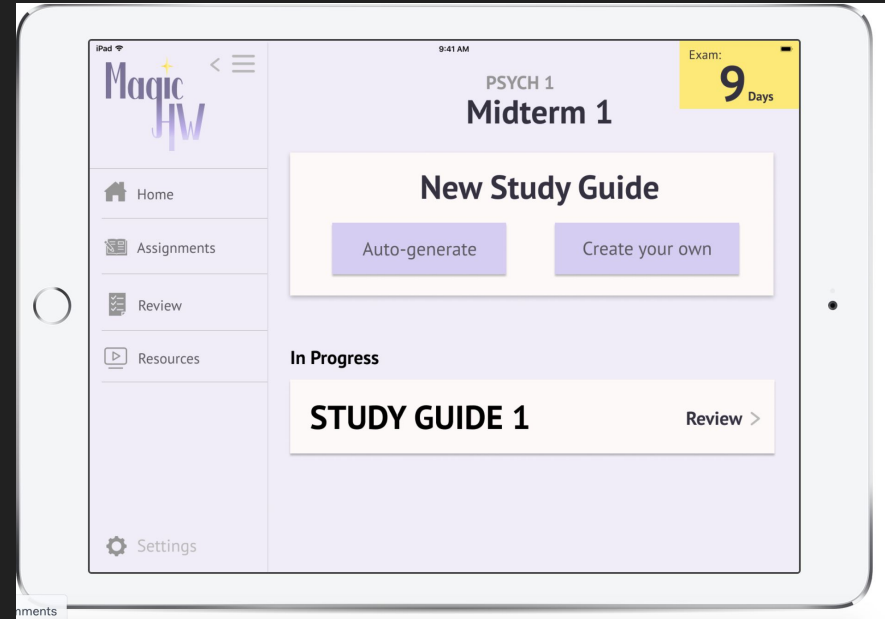 iPad
9:41 AM
Magic
HW
Home
Assignments
Review
Resources
Settings
PSYCH 1
Midterm 1
Exam:
9 Days
New Study Guide
Auto-generate
Create your own
In Progress
STUDY GUIDE 1
Review >